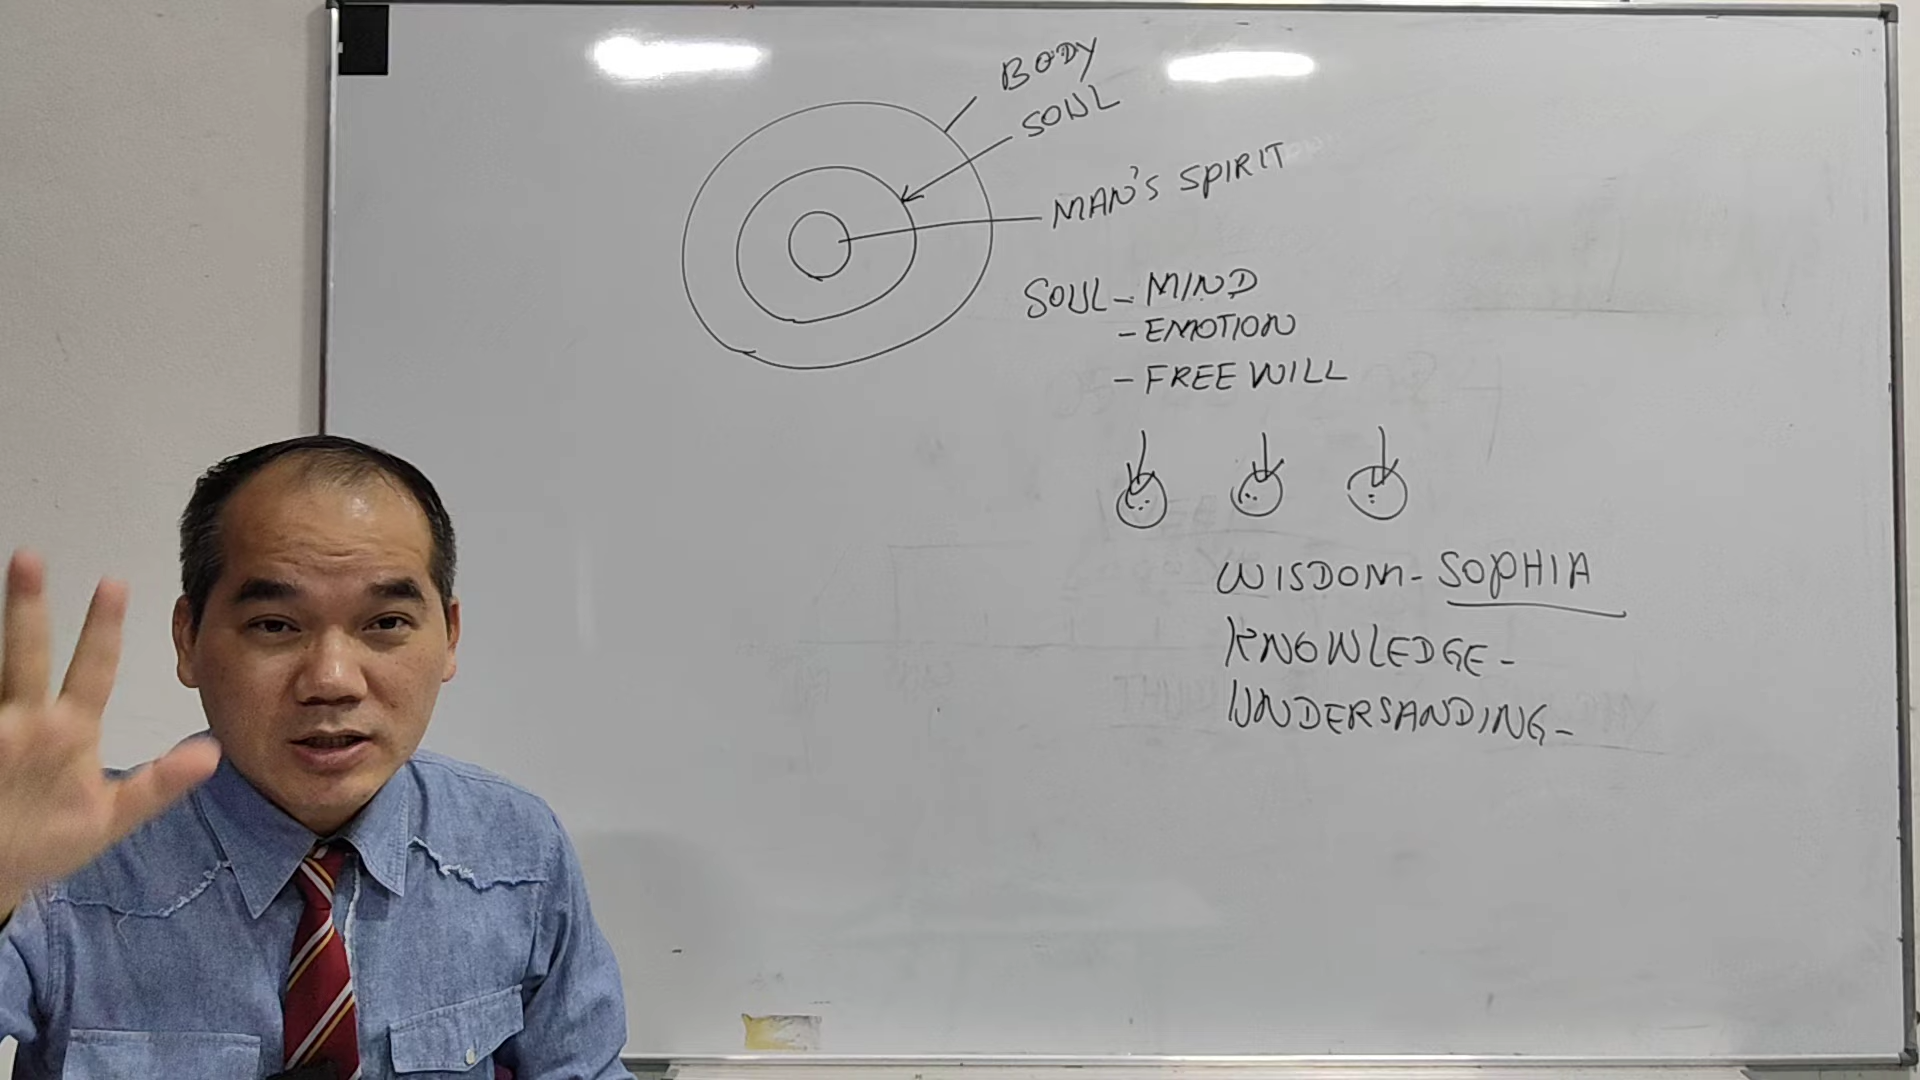 BODY
SOUL
MAN'S SPIRIT
SOUL - MIND
- EMOTION
- FREE WILL
WISDOM - SOPHIA
KNOWLEDGE -
UNDERSANDING -